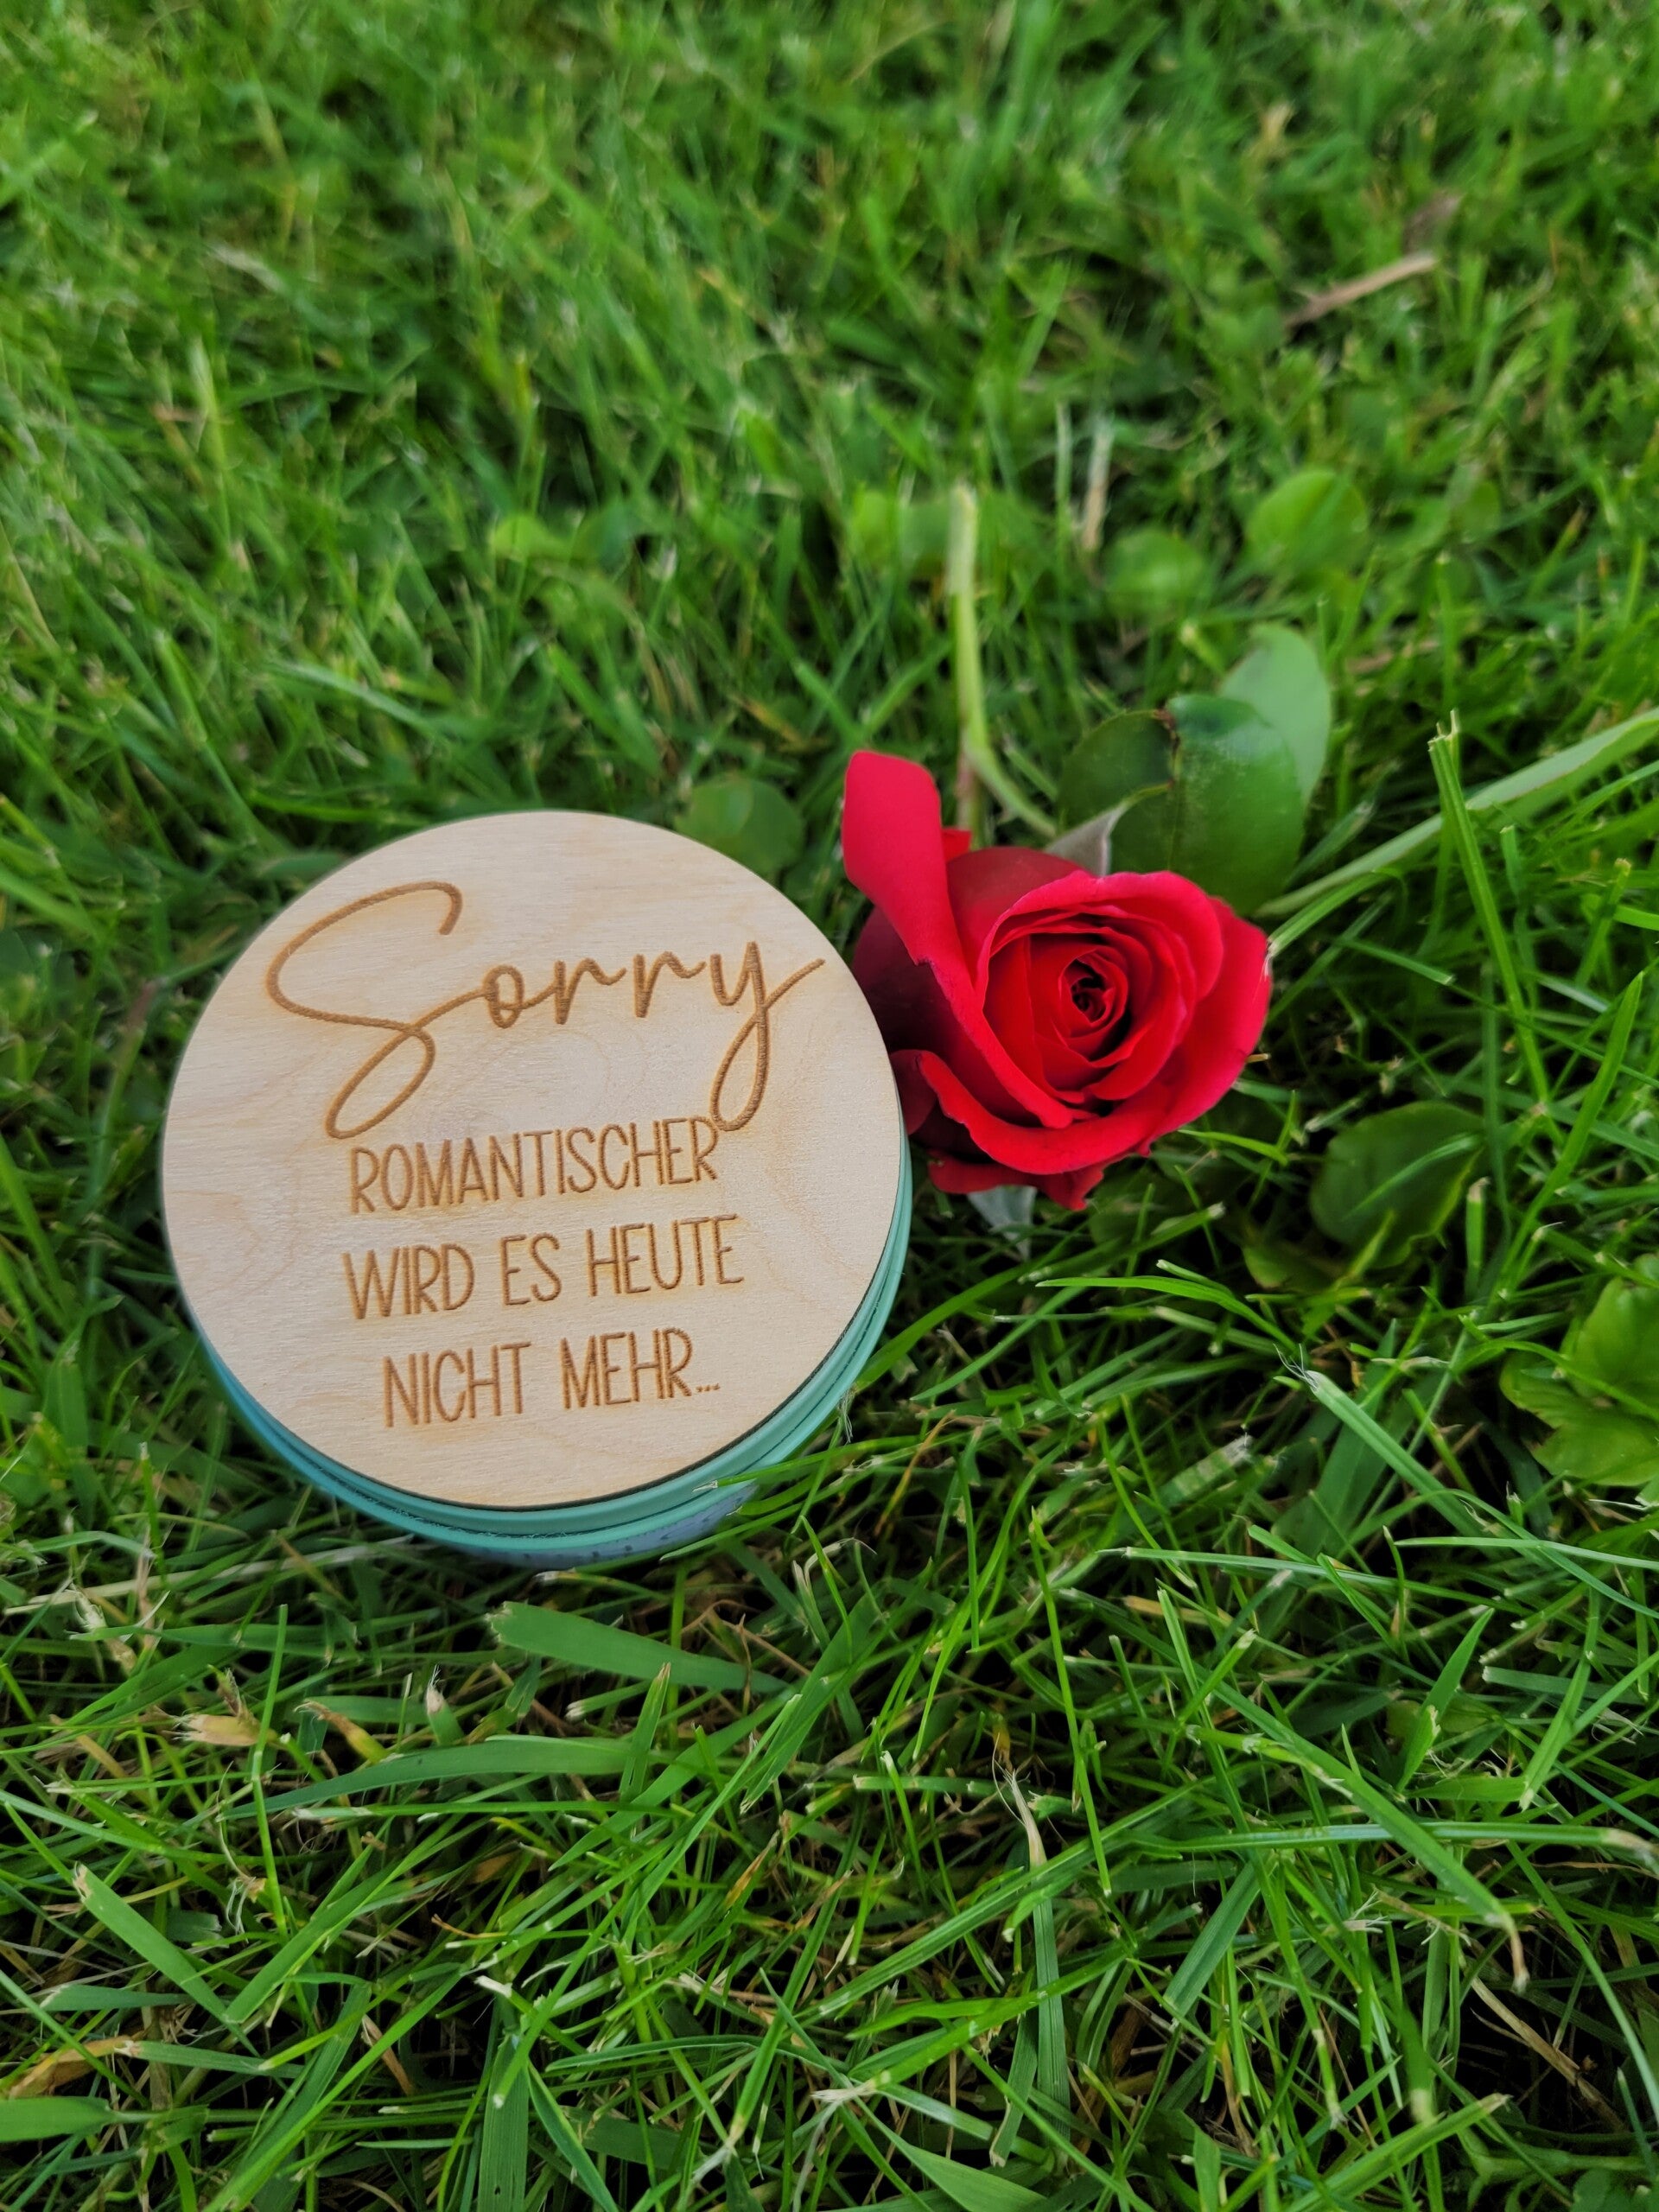 Sorry
ROMANTISCHER
WIRD ES HEUTE
NICHT MEHR...